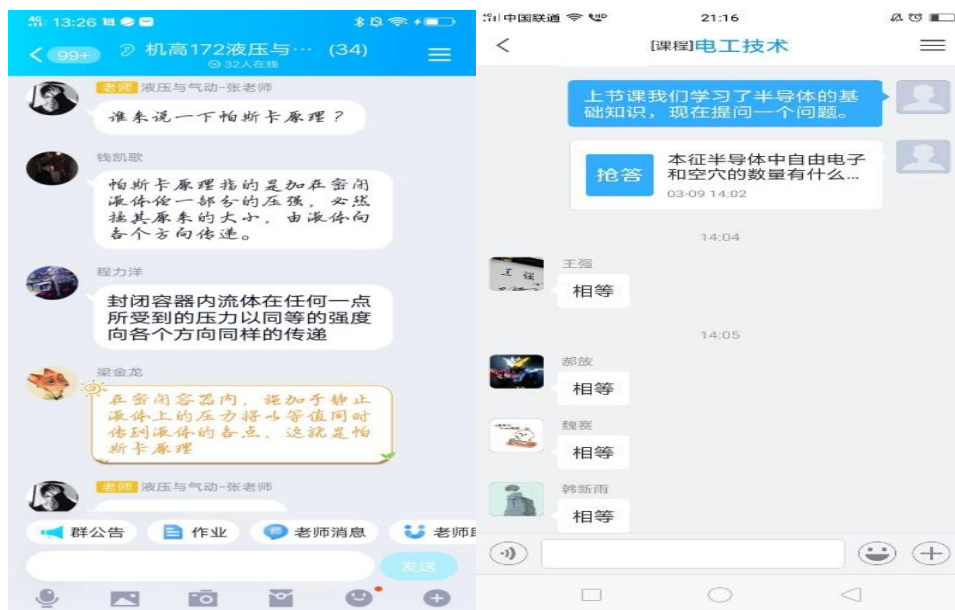 13:26
99+
机高172液压与… (34)
32人在线
老师 液压与气动-张老师
谁来说一下帕斯卡原理？
钱凯歌
帕斯卡原理指的是加在密闭
液体任一部分的压强，必然
按其原来的大小，由液体向
各个方向传递。
程力洋
封闭容器内流体在任何一点
所受到的压力以同等的强度
向各个方向同样的传递
梁金龙
在密闭容器内，施加于静止
液体上的压力将以等值同时
传到液体的各点，这就是帕
斯卡原理
老师 液压与气动-张老师
群公告 作业 老师消息 老师
发送
中国联通 21:16
[课程]电工技术
上节课我们学习了半导体的基
础知识，现在提问一个问题。
抢答
本征半导体中自由电子
和空穴的数量有什么...
03-09 14:02
14:04
王强
相等
14:05
郝放
相等
魏赛
相等
韩新雨
相等